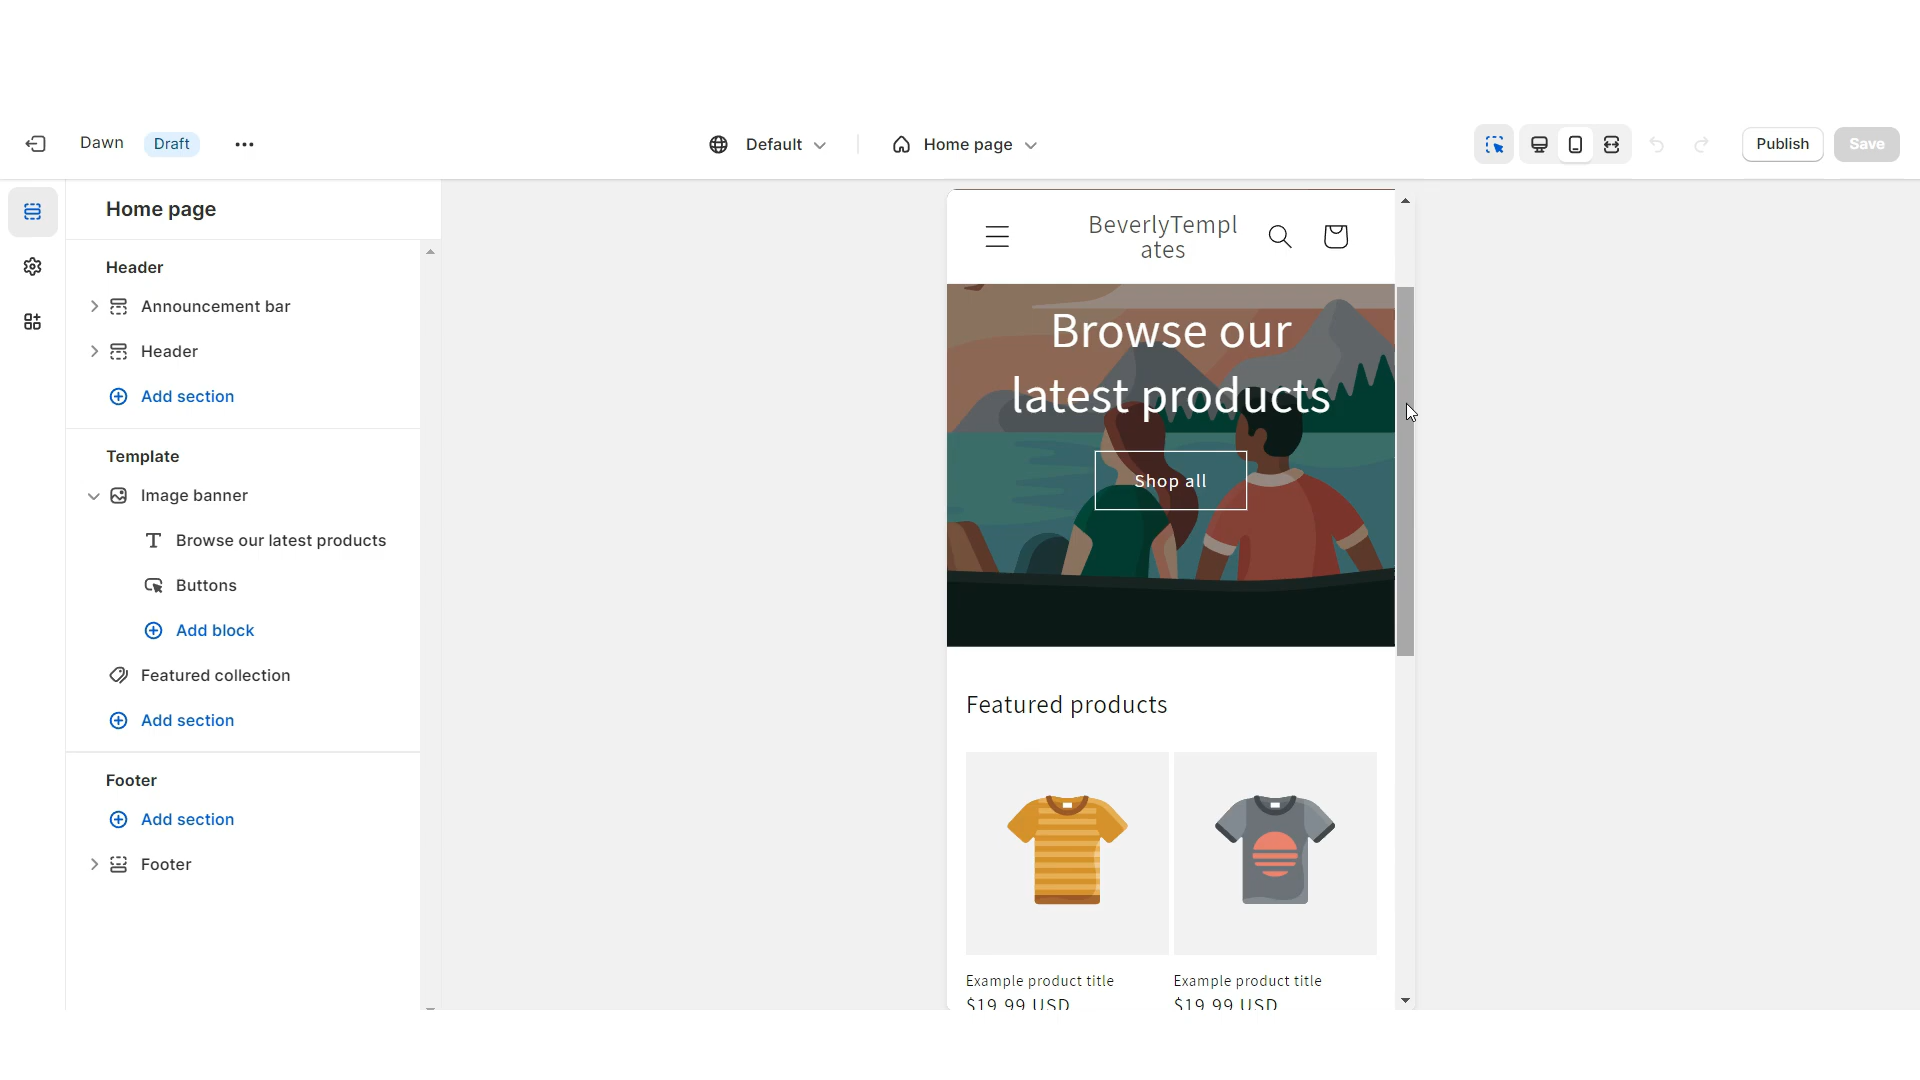 Dawn Draft
Default
Home page
Publish
Save
Home page
Header
Announcement bar
Header
Add section
Template
Image banner
Browse our latest products
Buttons
Add block
Featured collection
Add section
Footer
Add section
Footer
BeverlyTempl
ates
Browse our
latest products
Shop all
Featured products
Example product title
Example product title
$19.99 USD
$19.99 USD